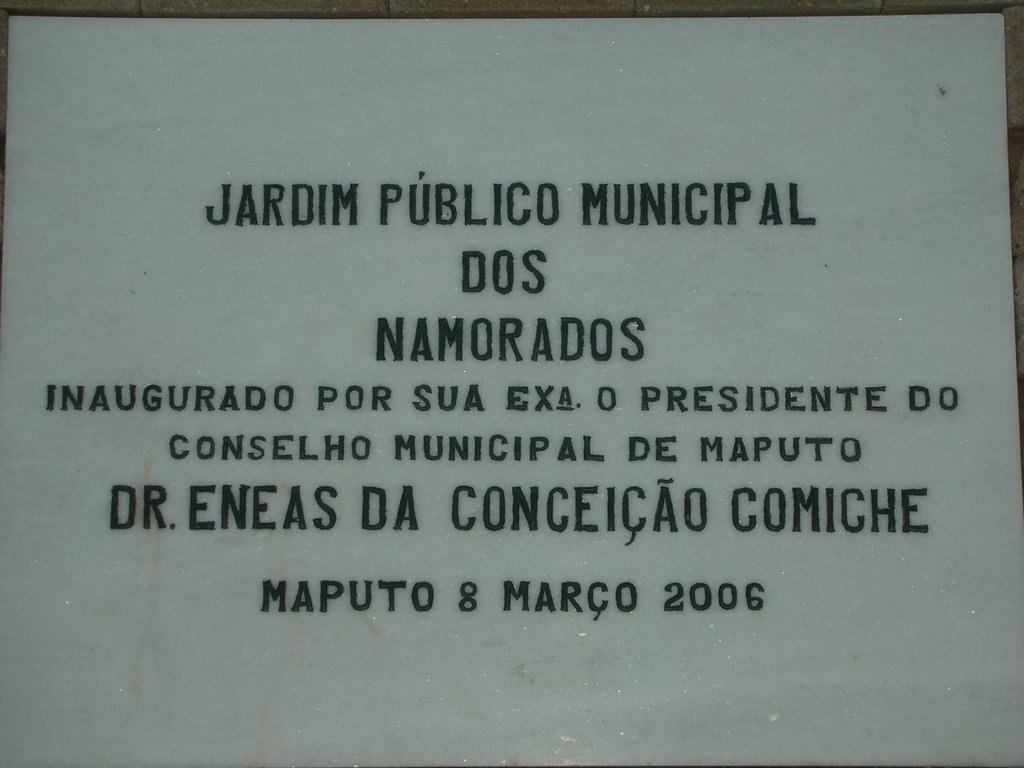 JARDIM PÚBLICO MUNICIPAL
DOS
NAMORADOS
INAUGURADO POR SUA EXA. O PRESIDENTE DO
CONSELHO MUNICIPAL DE MAPUTO
DR. ENEAS DA CONCEIÇÃO COMICHE
MAPUTO 8 MARÇO 2006